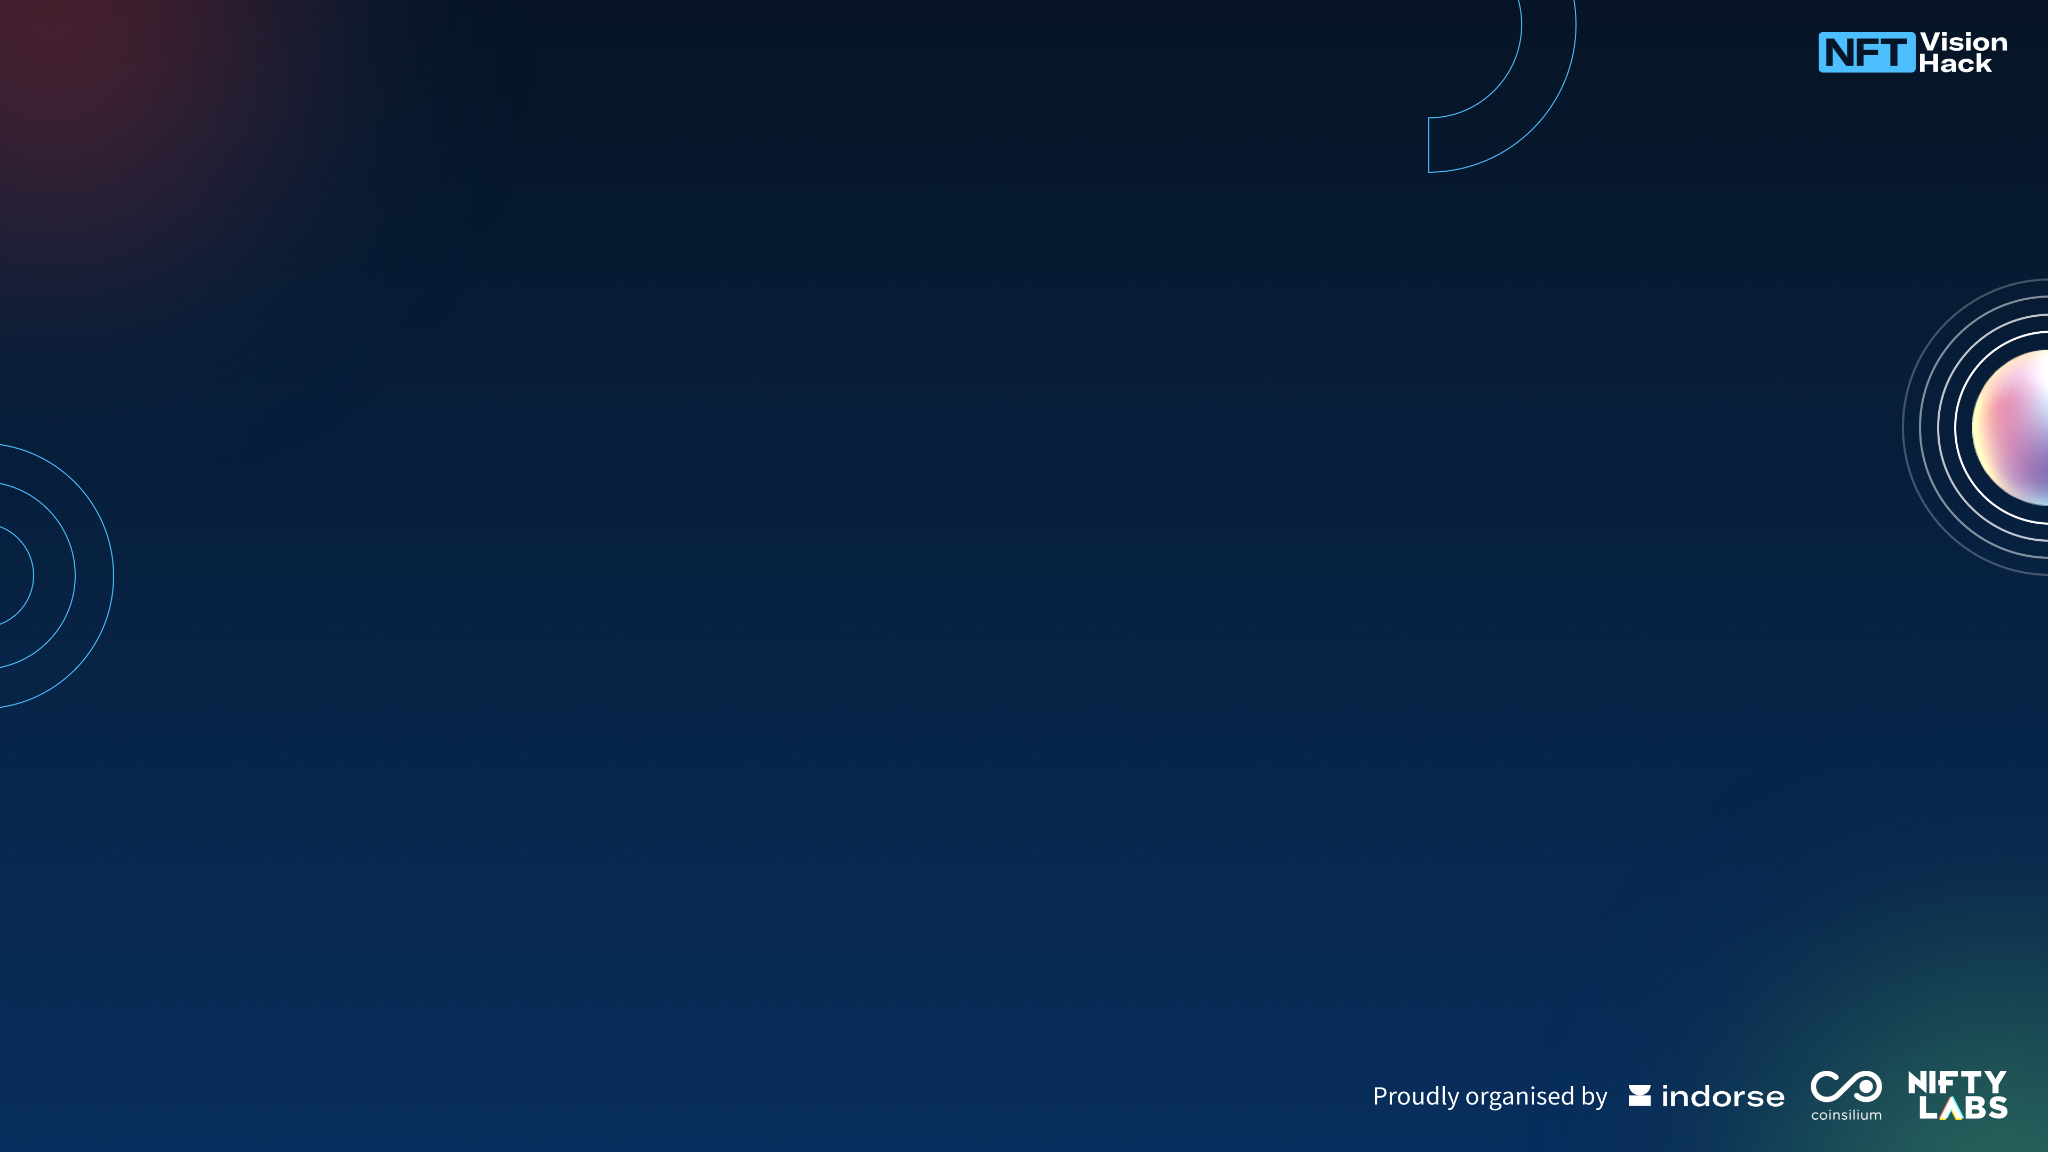 NFT Vision
Hack
Proudly organised by indorse
coinsilium
NIFTY
LABS